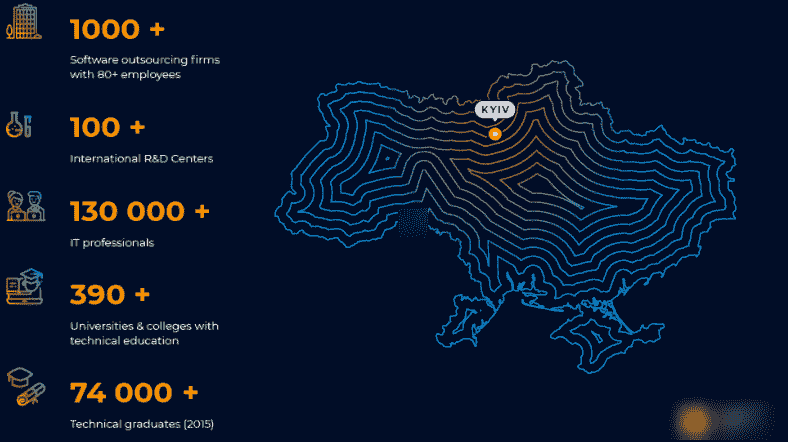 1000 +
Software outsourcing firms
with 80+ employees
100 +
International R&D Centers
130 000 +
IT professionals
390 +
Universities & colleges with
technical education
74 000 +
Technical graduates (2015)
KYIV